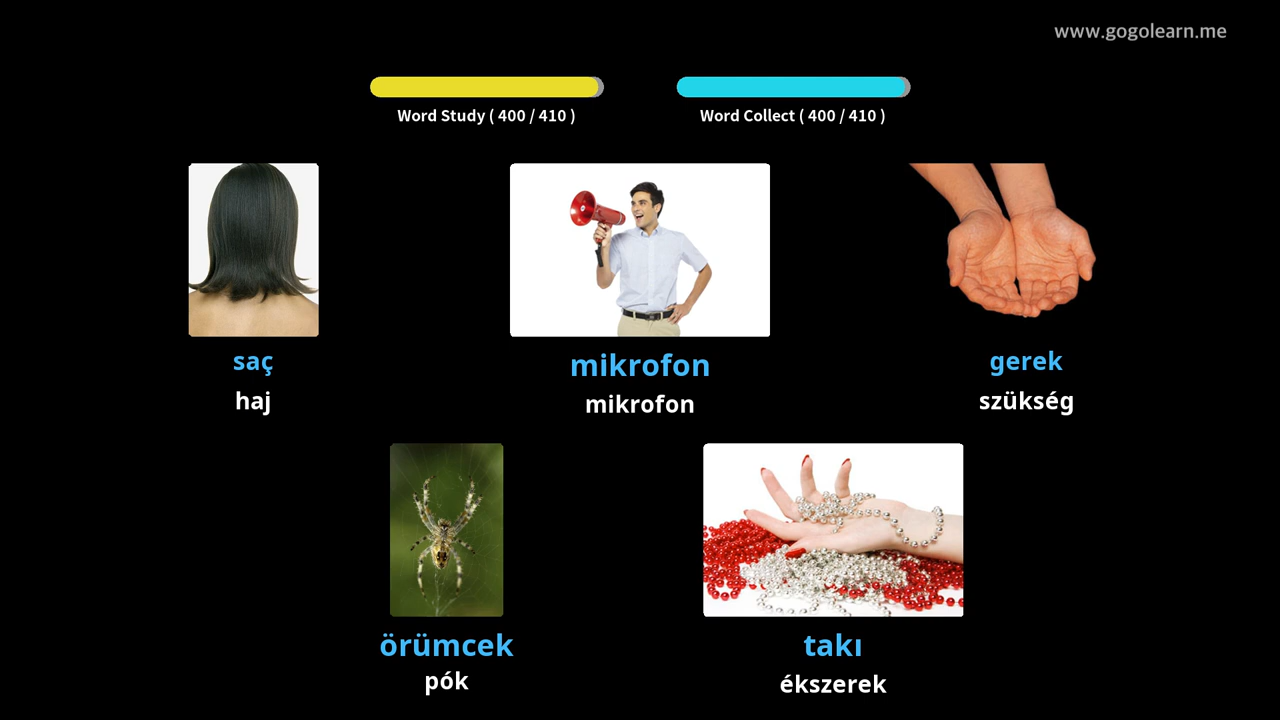 www.gogolearn.me
Word Study ( 400 / 410 )
Word Collect ( 400 / 410 )
saç
haj
mikrofon
mikrofon
gerek
szükség
örümcek
pók
takı
ékszerek